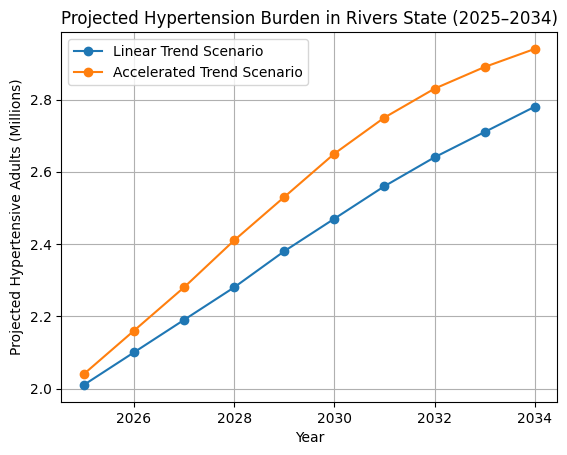 Projected Hypertension Burden in Rivers State (2025–2034)
Linear Trend Scenario
Accelerated Trend Scenario
Projected Hypertensive Adults (Millions)
2.8
2.6
2.4
2.2
2.0
2026 2028 2030 2032 2034
Year